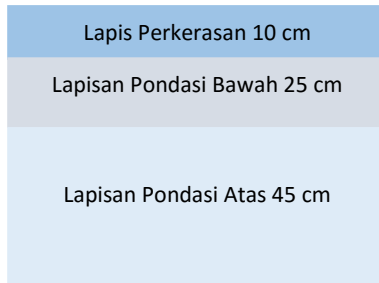 Lapis Perkerasan 10 cm
Lapisan Pondasi Bawah 25 cm
Lapisan Pondasi Atas 45 cm